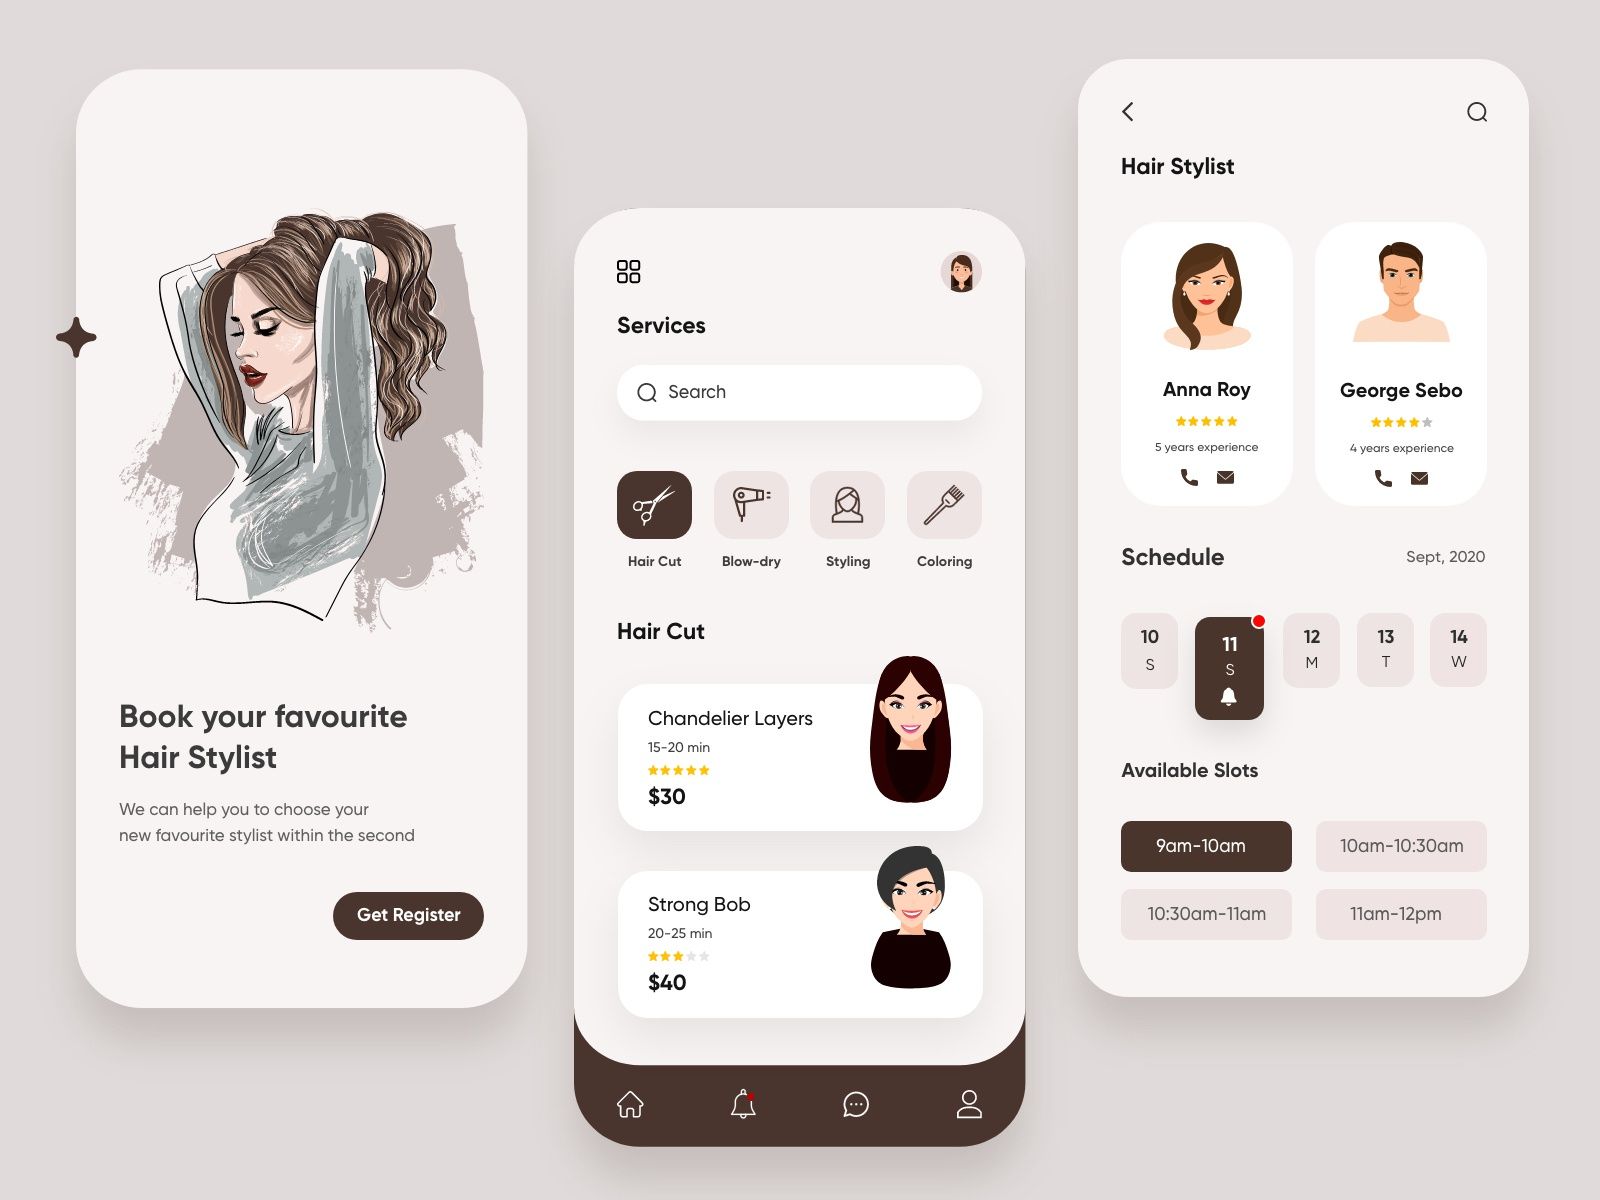 Book your favourite
Hair Stylist
We can help you to choose your
new favourite stylist within the second
Get Register
Services
Search
Hair Cut
Blow-dry
Styling
Coloring
Hair Cut
Chandelier Layers
15-20 min
$30
Strong Bob
20-25 min
$40
Hair Stylist
Anna Roy
5 years experience
George Sebo
4 years experience
Schedule
Sept, 2020
10
S
11
S
12
M
13
T
14
W
Available Slots
9am-10am
10am-10:30am
10:30am-11am
11am-12pm